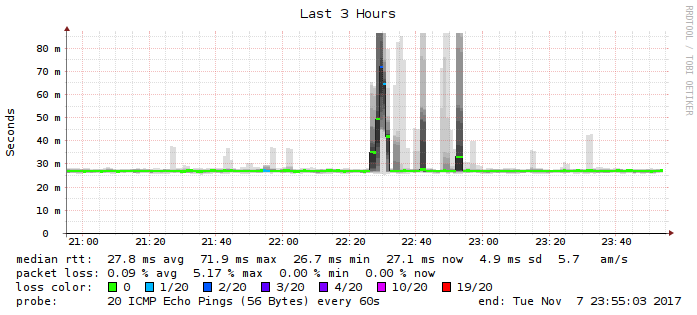 Last 3 Hours
RRDTOOL / TOBI OETIKER
Seconds
80 m
70 m
60 m
50 m
40 m
30 m
20 m
10 m
0
21:00 21:20 21:40 22:00 22:20 22:40 23:00 23:20 23:40
median rtt: 27.8 ms avg 71.9 ms max 26.7 ms min 27.1 ms now 4.9 ms sd 5.7 am/s
packet loss: 0.09 % avg 5.17 % max 0.00 % min 0.00 % now
loss color: 0 1/20 2/20 3/20 4/20 10/20 19/20
probe: 20 ICMP Echo Pings (56 Bytes) every 60s end: Tue Nov 7 23:55:03 2017